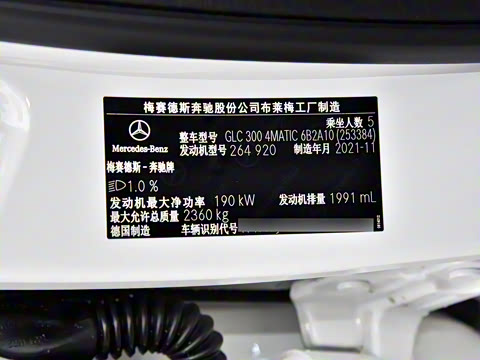 梅赛德斯奔驰股份公司布莱梅工厂制造
乘坐人数 5
Mercedes-Benz
整车型号 GLC 300 4MATIC 6B2A10 (253384)
发动机型号 264 920 制造年月 2021-11
梅赛德斯-奔驰牌
1.0 %
发动机最大净功率 190 kW 发动机排量 1991 mL
最大允许总质量 2360 kg
德国制造 车辆识别代号